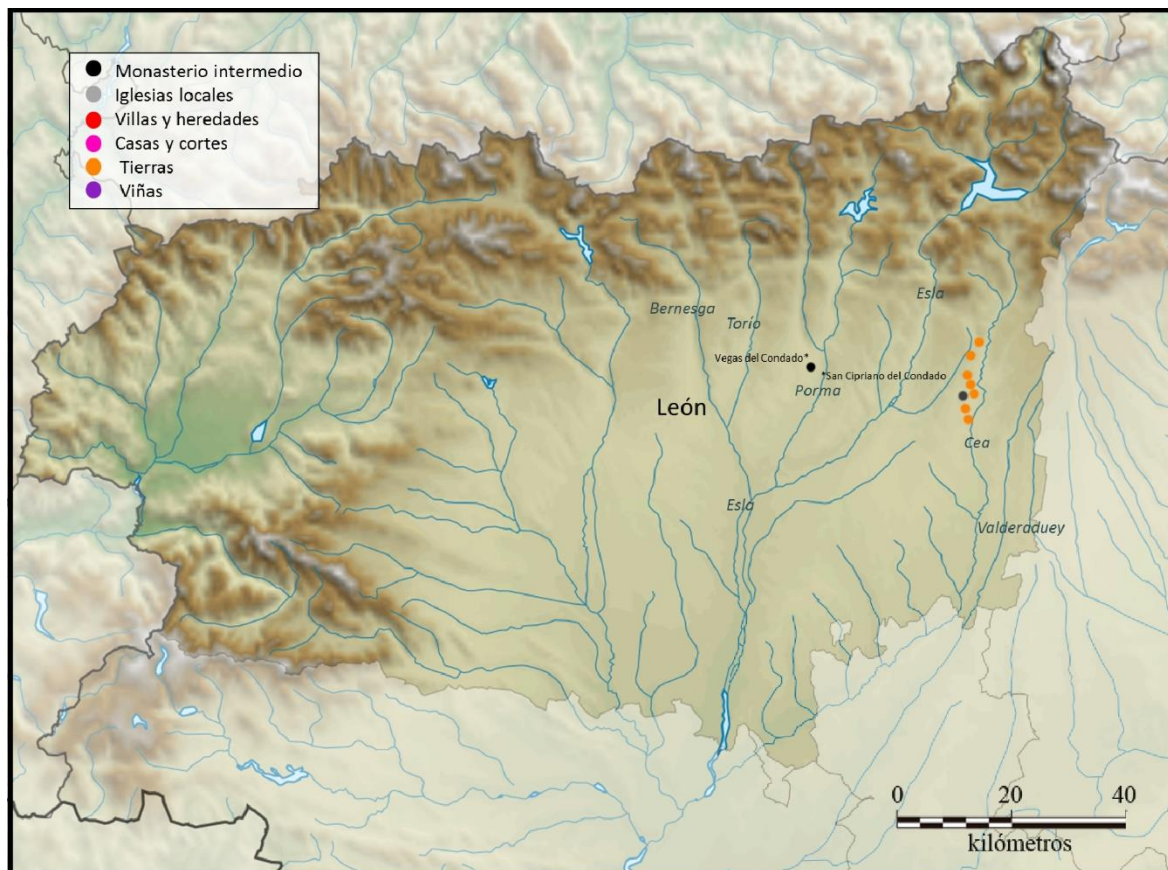 Monasterio intermedio
Iglesias locales
Villas y heredades
Casas y cortes
Tierras
Viñas
Esla
Bernesga
Torío
Vegas del Condado*
*San Cipriano del Condado
Porma
León
Cea
Esla
Valderaduey
0 20 40
kilómetros